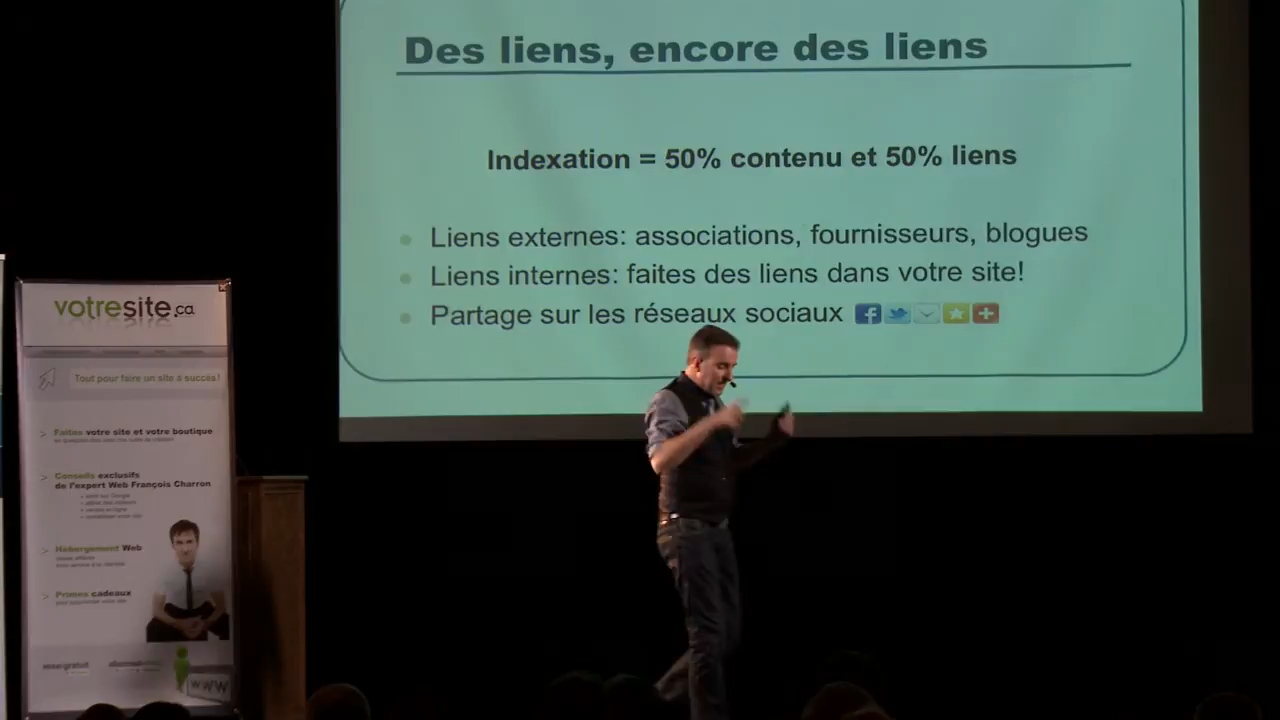 Des liens, encore des liens
Indexation = 50% contenu et 50% liens
Liens externes: associations, fournisseurs, blogues
Liens internes: faites des liens dans votre site!
Partage sur les réseaux sociaux
votresite.ca
Tout pour faire un site à succès!
> Faites votre site et votre boutique
> Conseils exclusifs
de l'expert Web François Charron
> Hébergement Web
> Primes cadeaux
www